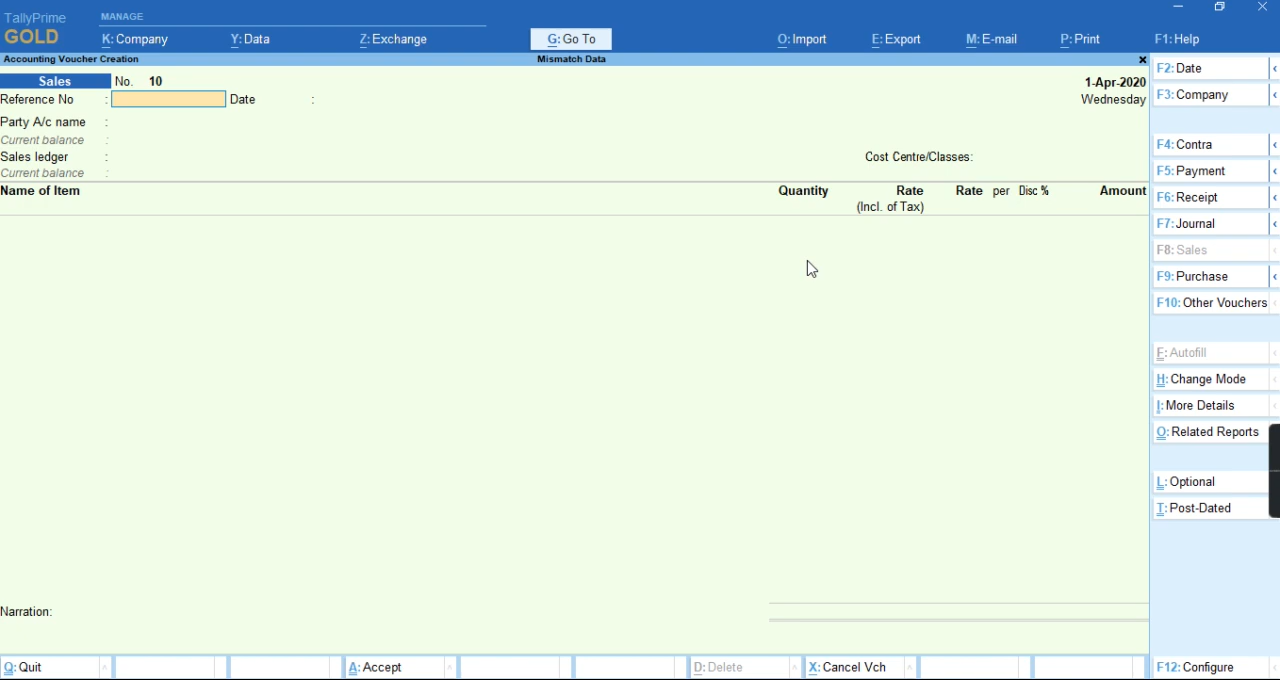 TallyPrime MANAGE
GOLD K: Company Y: Data Z: Exchange G: Go To O: Import E: Export M: E-mail P: Print F1: Help
Accounting Voucher Creation Mismatch Data x
Sales No. 10 1-Apr-2020
Reference No : Date : Wednesday
Party A/c name :
Current balance :
Sales ledger : Cost Centre/Classes:
Current balance :
Name of Item Quantity Rate Rate per Disc % Amount
(Incl. of Tax)
Narration:
Q: Quit A: Accept D: Delete X: Cancel Vch
F2: Date
F3: Company
F4: Contra
F5: Payment
F6: Receipt
F7: Journal
F8: Sales
F9: Purchase
F10: Other Vouchers
F: Autofill
H: Change Mode
I: More Details
O: Related Reports
L: Optional
T: Post-Dated
F12: Configure